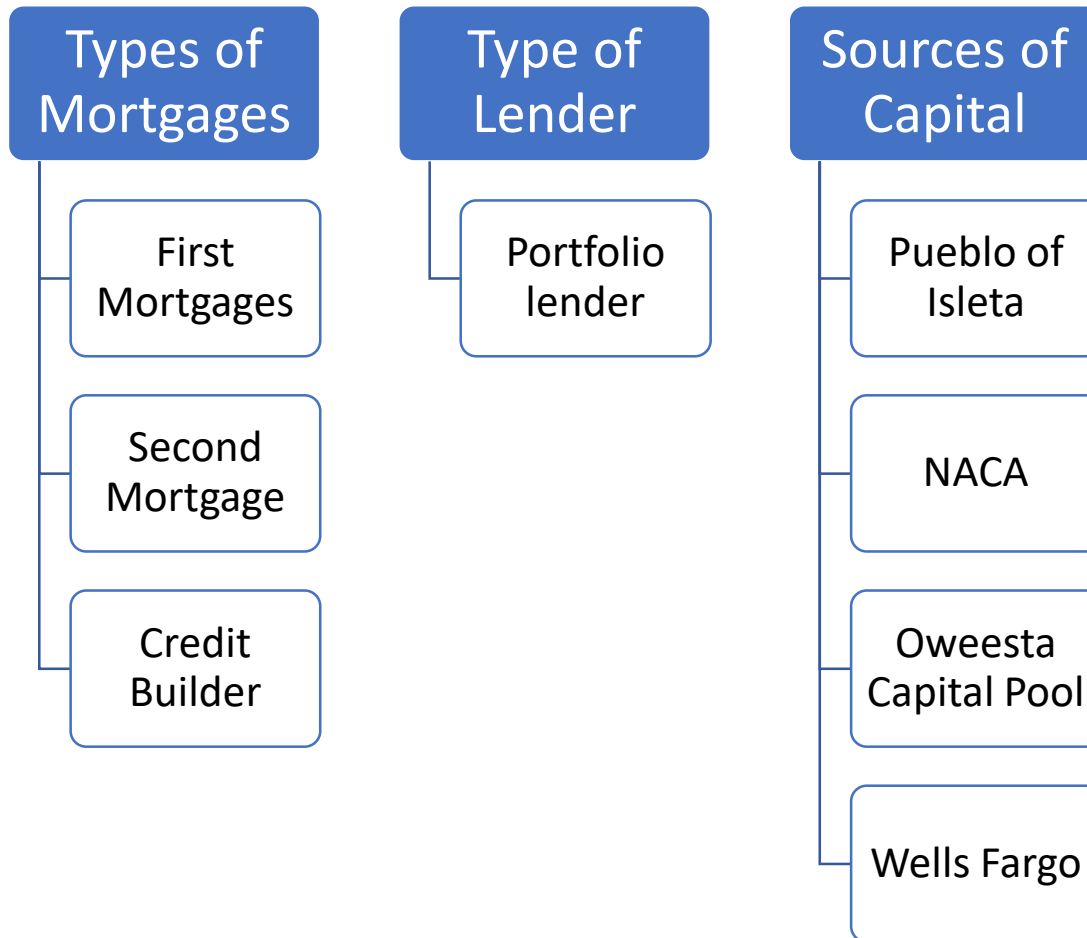 Types of
Mortgages
First
Mortgages
Second
Mortgage
Credit
Builder
Type of
Lender
Portfolio
lender
Sources of
Capital
Pueblo of
Isleta
NACA
Oweesta
Capital Pool
Wells Fargo